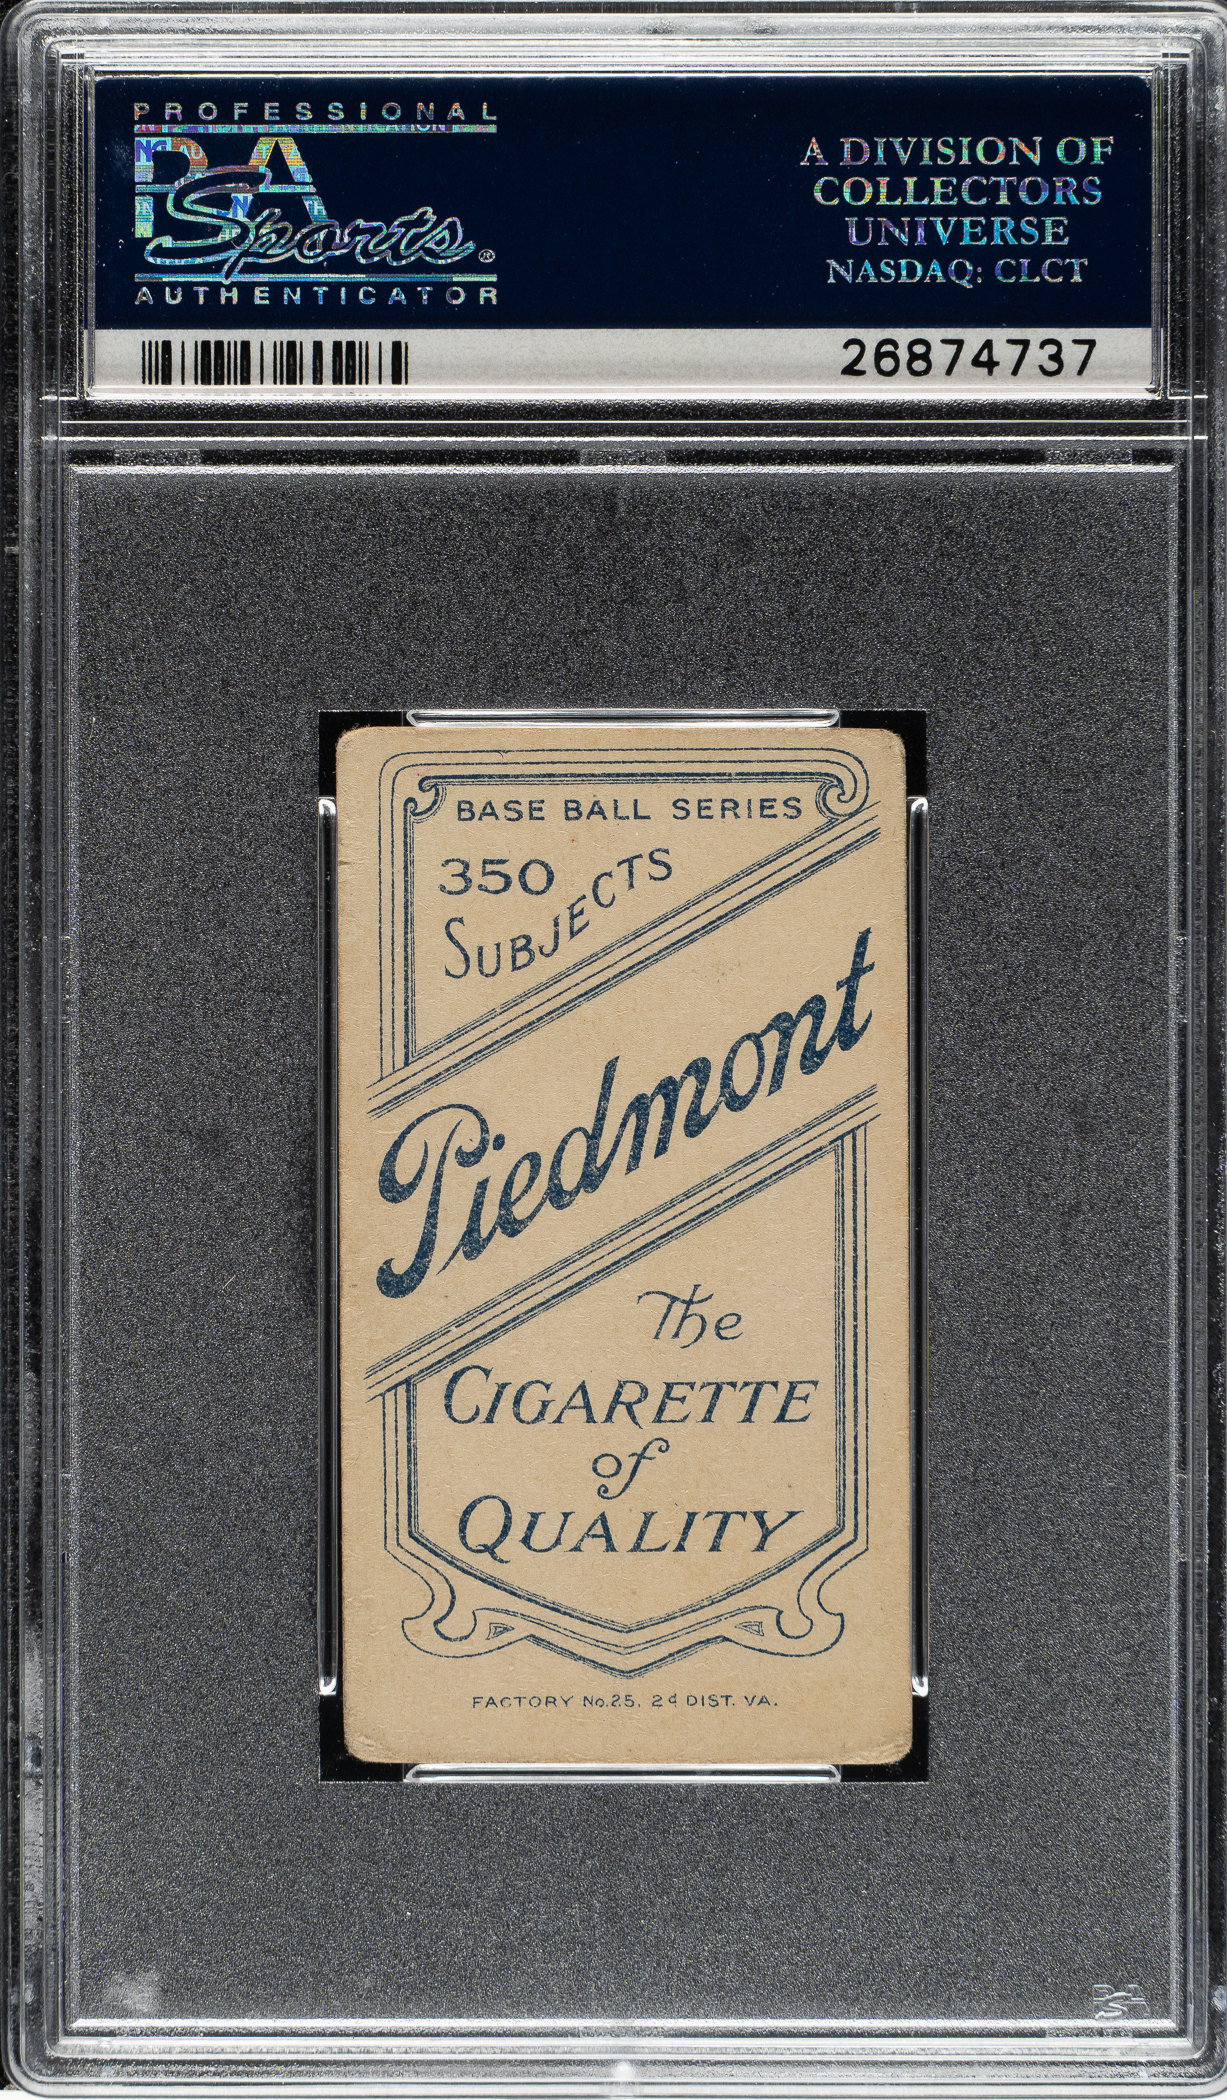 PROFESSIONAL
PSA
Sports®
AUTHENTICATOR
A DIVISION OF
COLLECTORS
UNIVERSE
NASDAQ: CLCT
26874737
BASE BALL SERIES
350
SUBJECTS
Piedmont
The
CIGARETTE
of
QUALITY
FACTORY No.25, 2d DIST. VA.